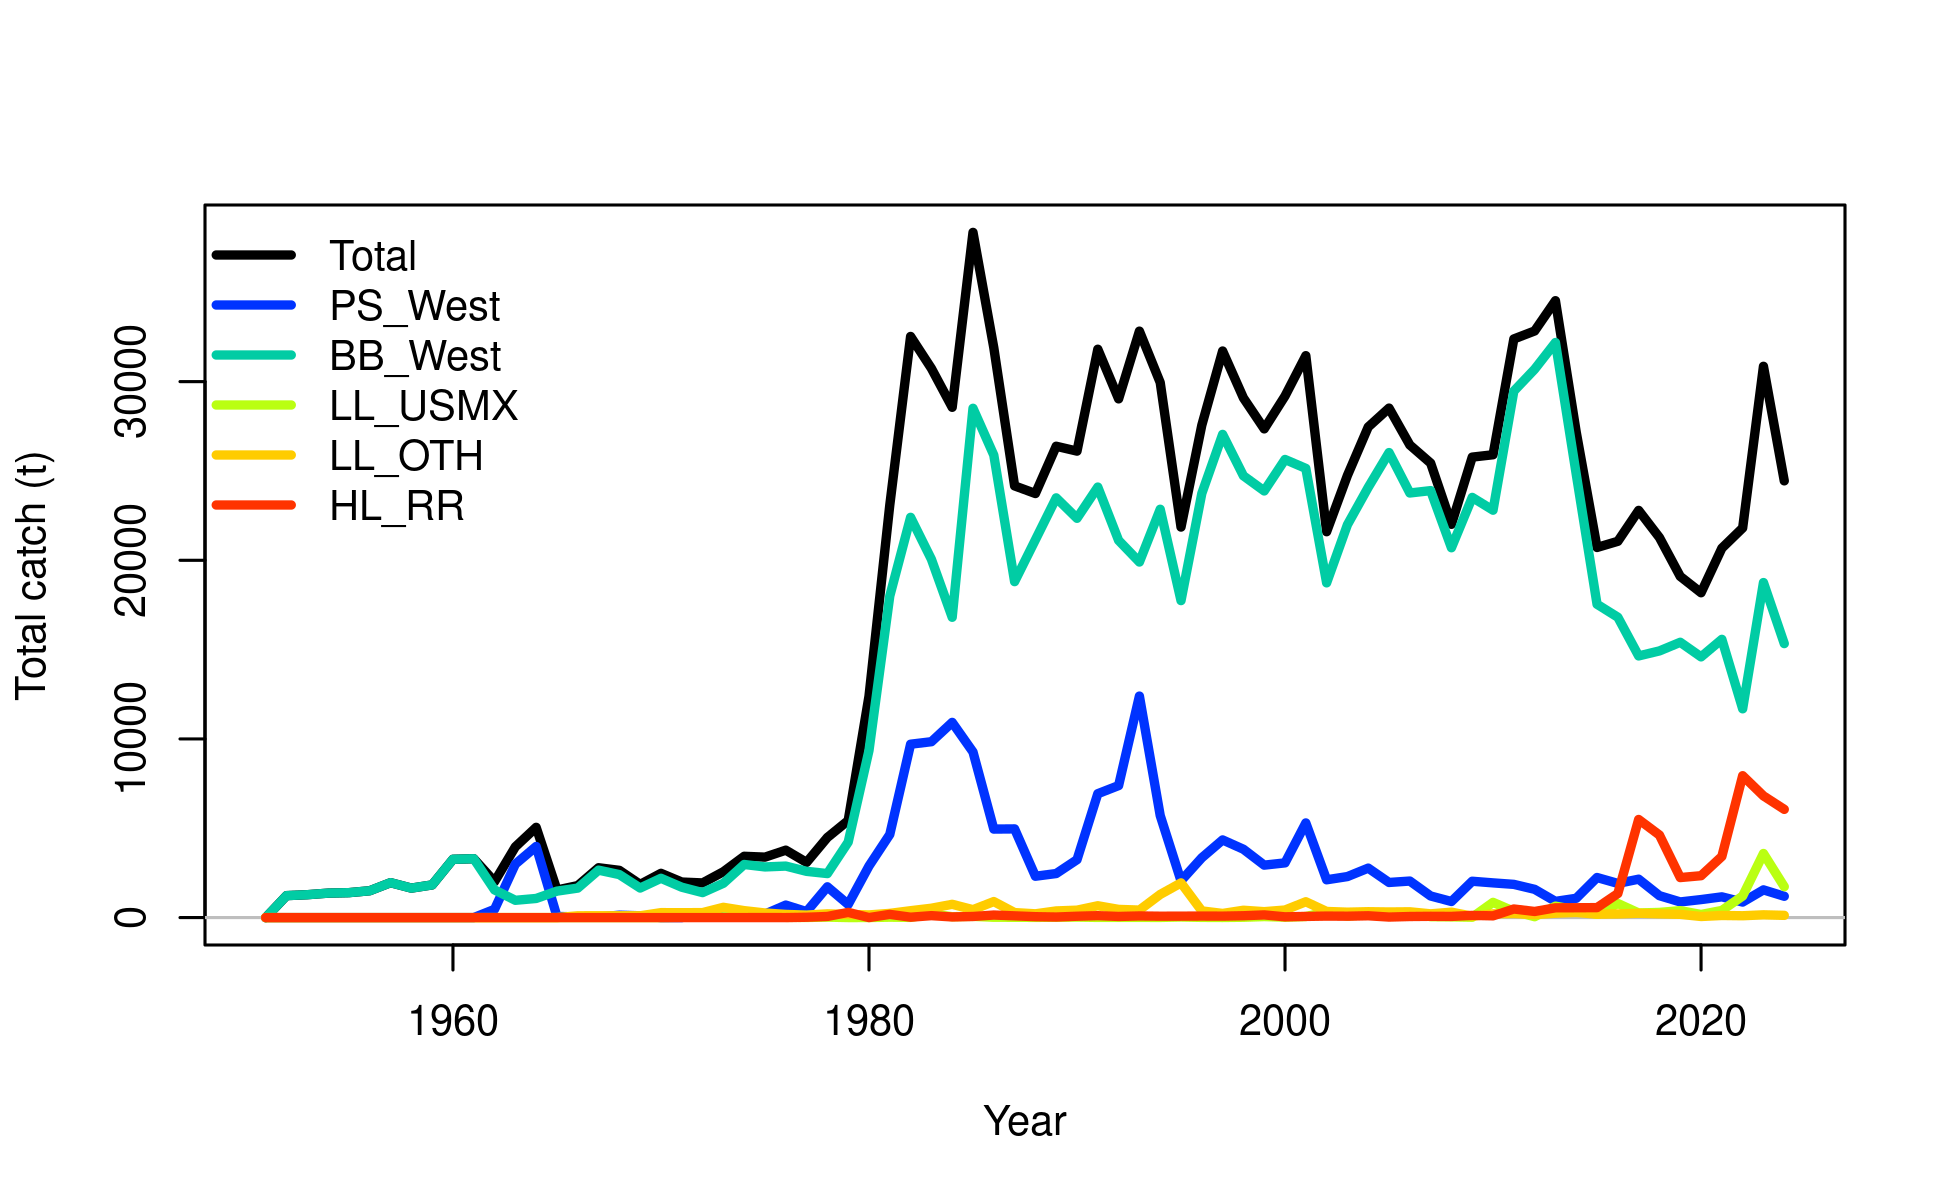 Total
PS_West
BB_West
LL_USMX
LL_OTH
HL_RR
Total catch (t)
30000
20000
10000
0
1960 1980 2000 2020
Year